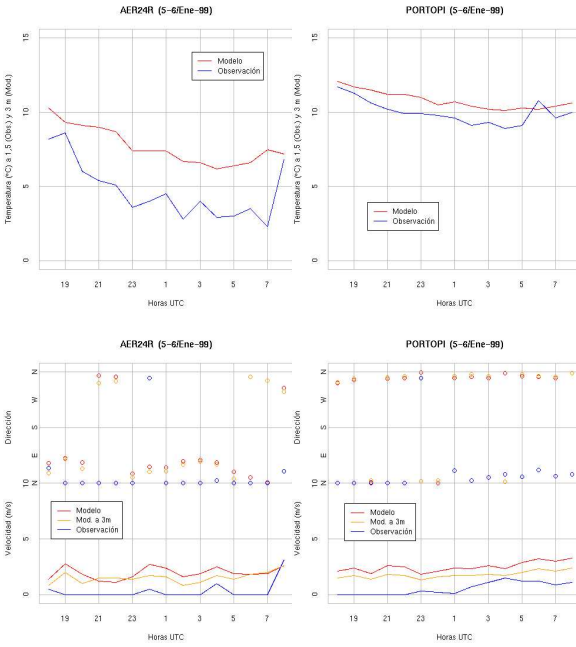 AER24R (5-6/Ene-99)
Temperatura (°C) a 1,5 (Obs.) y 3 m (Mod.)
15
10
5
0
Modelo
Observación
19 21 23 1 3 5 7
Horas UTC
PORTOPI (5-6/Ene-99)
Temperatura (°C) a 1,5 (Obs.) y 3 m (Mod.)
15
10
5
0
Modelo
Observación
19 21 23 1 3 5 7
Horas UTC
AER24R (5-6/Ene-99)
Dirección
Velocidad (m/s)
N
W
S
E
N
10
5
0
Modelo
Mod. a 3m
Observación
19 21 23 1 3 5 7
Horas UTC
PORTOPI (5-6/Ene-99)
Dirección
Velocidad (m/s)
N
W
S
E
N
10
5
0
Modelo
Mod. a 3m
Observación
19 21 23 1 3 5 7
Horas UTC